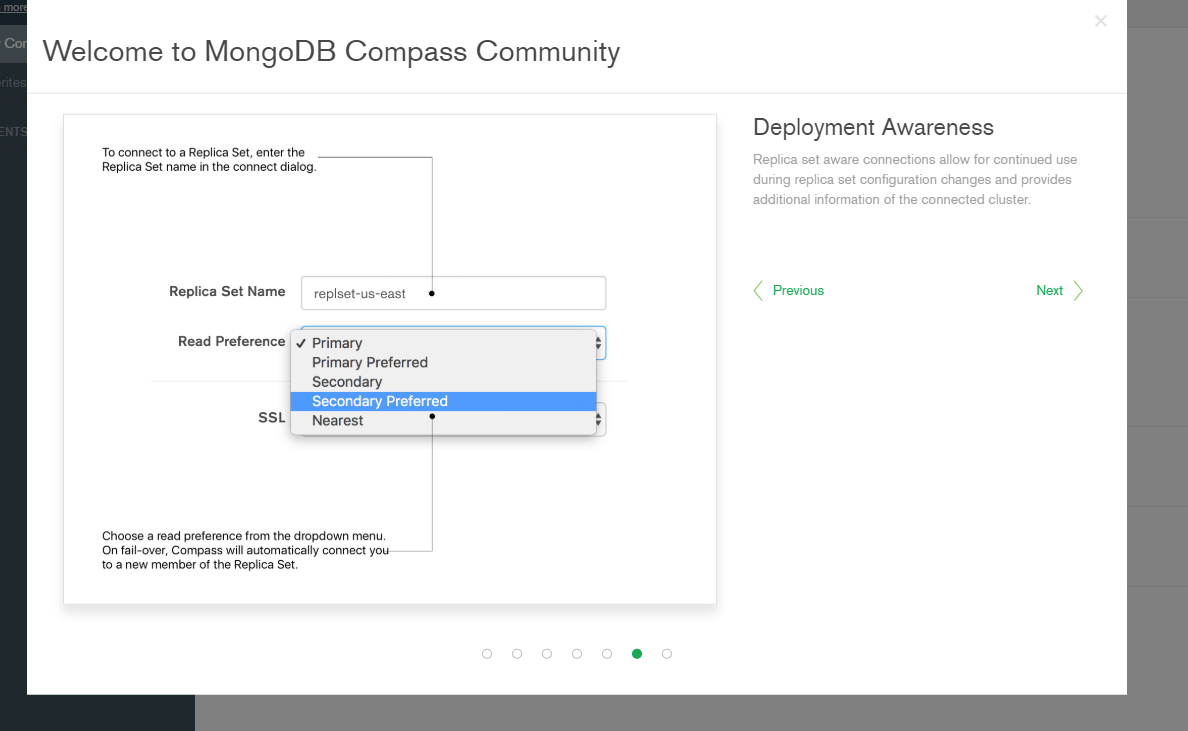 more
Welcome to MongoDB Compass Community
To connect to a Replica Set, enter the
Replica Set name in the connect dialog.
Replica Set Name
replset-us-east
Read Preference
✓ Primary
Primary Preferred
Secondary
Secondary Preferred
Nearest
SSL
Choose a read preference from the dropdown menu.
On fail-over, Compass will automatically connect you
to a new member of the Replica Set.
Deployment Awareness
Replica set aware connections allow for continued use
during replica set configuration changes and provides
additional information of the connected cluster.
Previous
Next